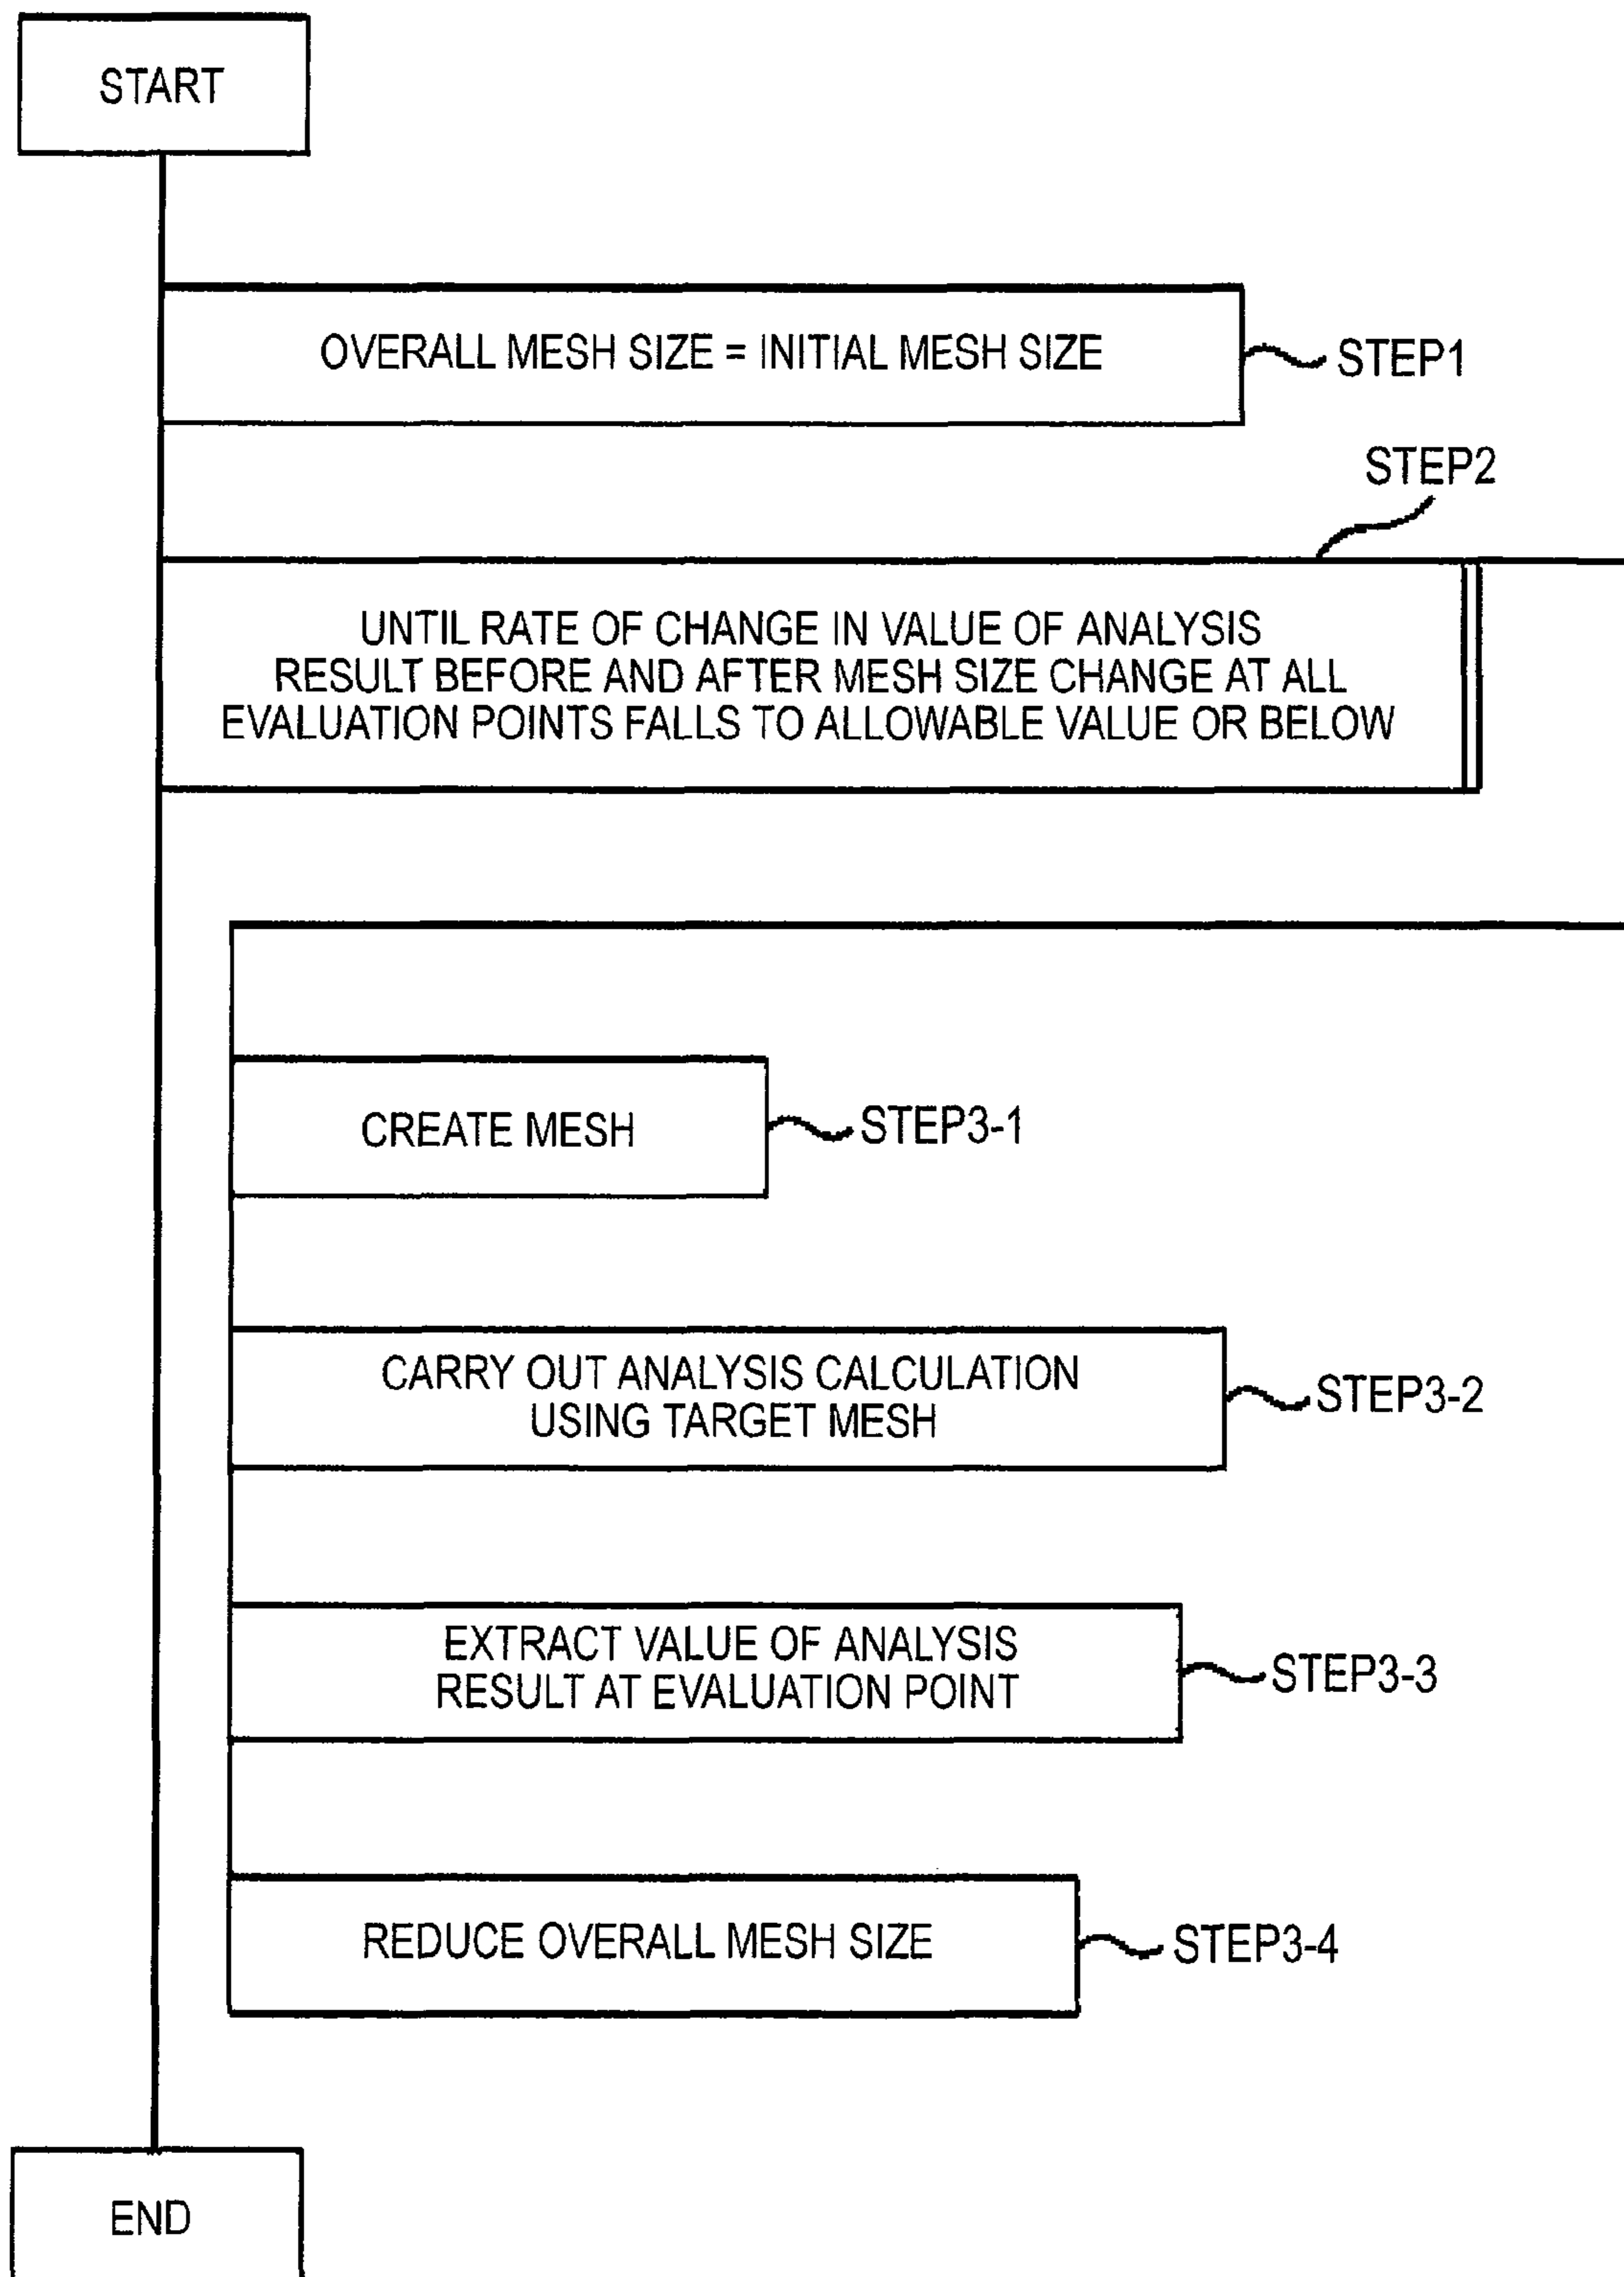 START
OVERALL MESH SIZE = INITIAL MESH SIZE
STEP1
STEP2
UNTIL RATE OF CHANGE IN VALUE OF ANALYSIS
RESULT BEFORE AND AFTER MESH SIZE CHANGE AT ALL
EVALUATION POINTS FALLS TO ALLOWABLE VALUE OR BELOW
CREATE MESH
STEP3-1
CARRY OUT ANALYSIS CALCULATION
USING TARGET MESH
STEP3-2
EXTRACT VALUE OF ANALYSIS
RESULT AT EVALUATION POINT
STEP3-3
REDUCE OVERALL MESH SIZE
STEP3-4
END